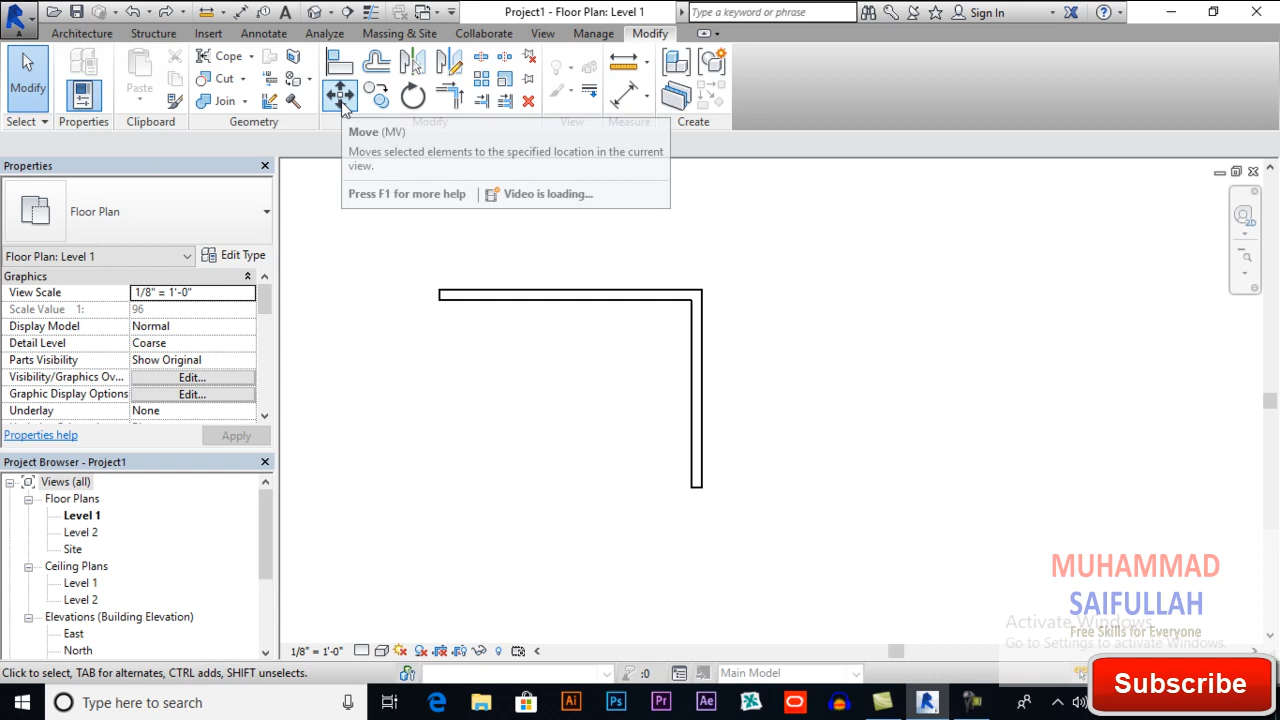 Project1 - Floor Plan: Level 1
Type a keyword or phrase
Sign In
Architecture
Structure
Insert
Annotate
Analyze
Massing & Site
Collaborate
View
Manage
Modify
Modify
Select
Properties
Paste
Clipboard
Cope
Cut
Join
Geometry
Modify
View
Measure
Create
Move (MV)
Moves selected elements to the specified location in the current
view.
Press F1 for more help
Video is loading...
Properties
Floor Plan
Floor Plan: Level 1
Edit Type
Graphics
View Scale
1/8" = 1'-0"
Scale Value 1:
96
Display Model
Normal
Detail Level
Coarse
Parts Visibility
Show Original
Visibility/Graphics Ov...
Edit...
Graphic Display Options
Edit...
Underlay
None
Properties help
Apply
Project Browser - Project1
Views (all)
Floor Plans
Level 1
Level 2
Site
Ceiling Plans
Level 1
Level 2
Elevations (Building Elevation)
East
North
2D
1/8" = 1'-0"
Click to select, TAB for alternates, CTRL adds, SHIFT unselects.
:0
Main Model
MUHAMMAD
SAIFULLAH
Free Skills for Everyone
Activate Windows
Go to Settings to activate Windows.
Subscribe
Type here to search
Ai
Ps
Pr
Ae